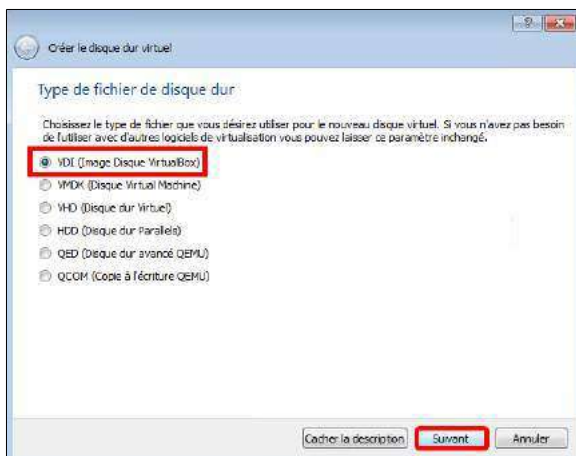 Créer le disque dur virtuel
Type de fichier de disque dur
Choisissez le type de fichier que vous désirez utiliser pour le nouveau disque virtuel. Si vous n'avez pas besoin
de l'utiliser avec d'autres logiciels de virtualisation vous pouvez laisser ce paramètre inchangé.
VDI (Image Disque VirtualBox)
VMDK (Disque Virtual Machine)
VHD (Disque dur Virtuel)
HDD (Disque dur Parallels)
QED (Disque dur avancé QEMU)
QCOM (Copie à l'écriture QEMU)
Cacher la description Suivant Annuler